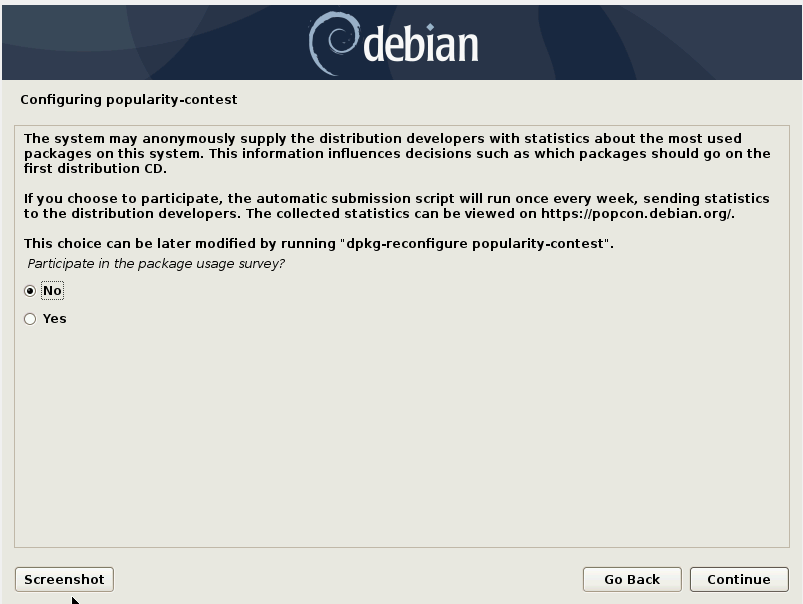 debian
Configuring popularity-contest
The system may anonymously supply the distribution developers with statistics about the most used
packages on this system. This information influences decisions such as which packages should go on the
first distribution CD.
If you choose to participate, the automatic submission script will run once every week, sending statistics
to the distribution developers. The collected statistics can be viewed on https://popcon.debian.org/.
This choice can be later modified by running "dpkg-reconfigure popularity-contest".
Participate in the package usage survey?
No
Yes
Screenshot
Go Back
Continue